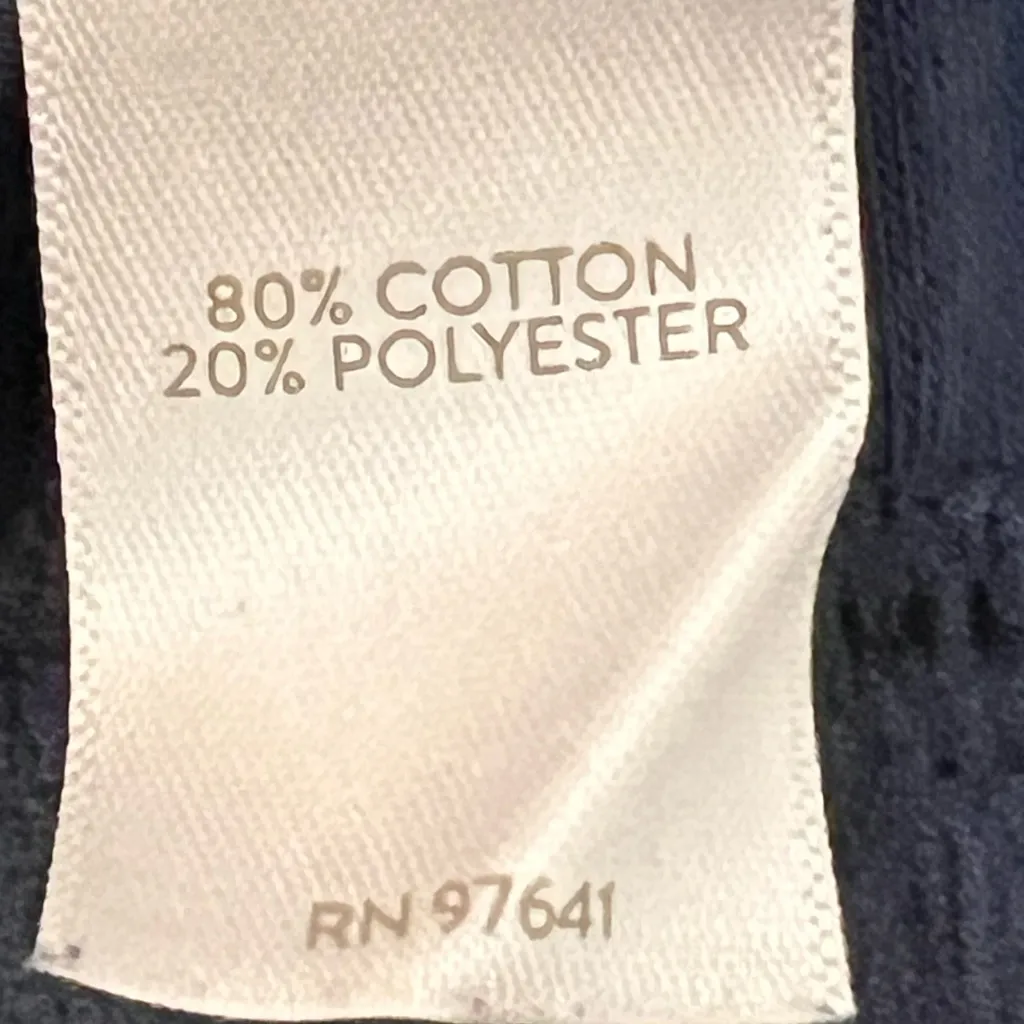 80% COTTON
20% POLYESTER
RN 97641